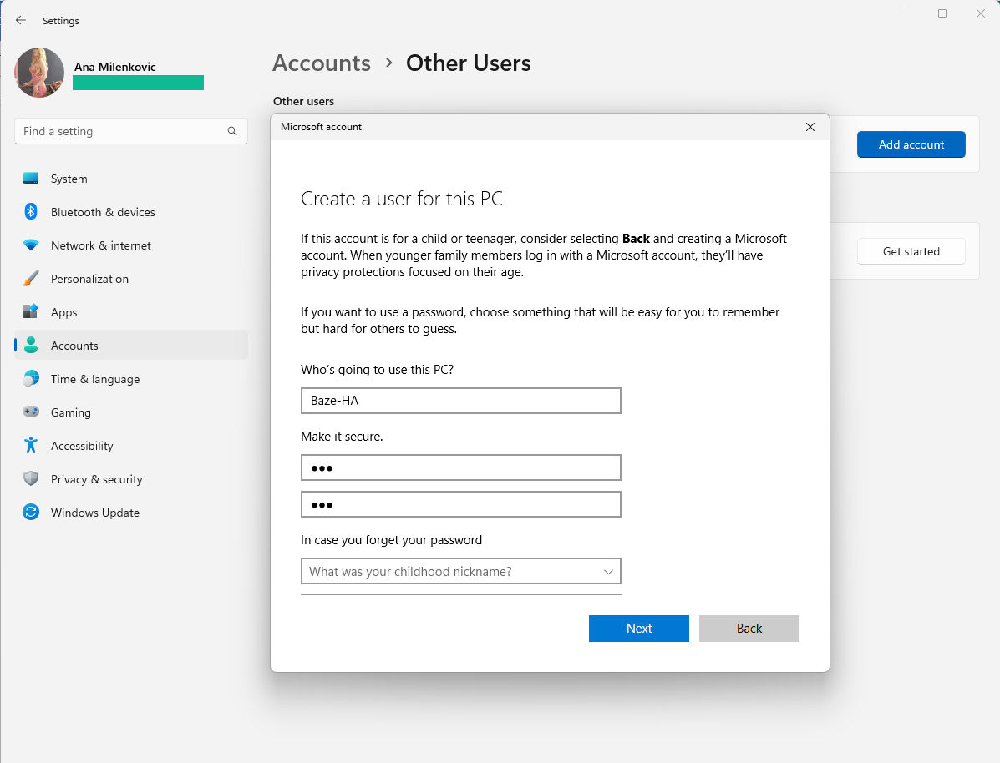 Settings
Ana Milenkovic
Find a setting
System
Bluetooth & devices
Network & internet
Personalization
Apps
Accounts
Time & language
Gaming
Accessibility
Privacy & security
Windows Update
Accounts > Other Users
Other users
Add account
Get started
Microsoft account
Create a user for this PC
If this account is for a child or teenager, consider selecting Back and creating a Microsoft
account. When younger family members log in with a Microsoft account, they’ll have
privacy protections focused on their age.
If you want to use a password, choose something that will be easy for you to remember
but hard for others to guess.
Who’s going to use this PC?
Baze-HA
Make it secure.
●●●
●●●
In case you forget your password
What was your childhood nickname?
Next
Back